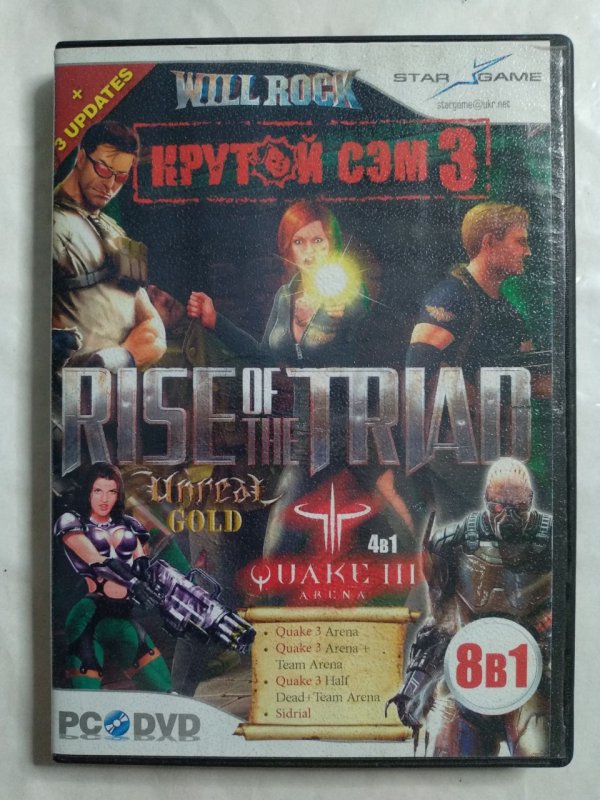 +
3 UPDATES
WILL ROCK
STAR GAME
stargame@ukr.net
КРУТОЙ СЭМ 3
RISE OF THE TRIAD
Unreal
GOLD
4в1
QUAKE III
ARENA
• Quake 3 Arena
• Quake 3 Arena +
Team Arena
• Quake 3 Half
Dead+Team Arena
• Sidrial
8в1
PC DVD